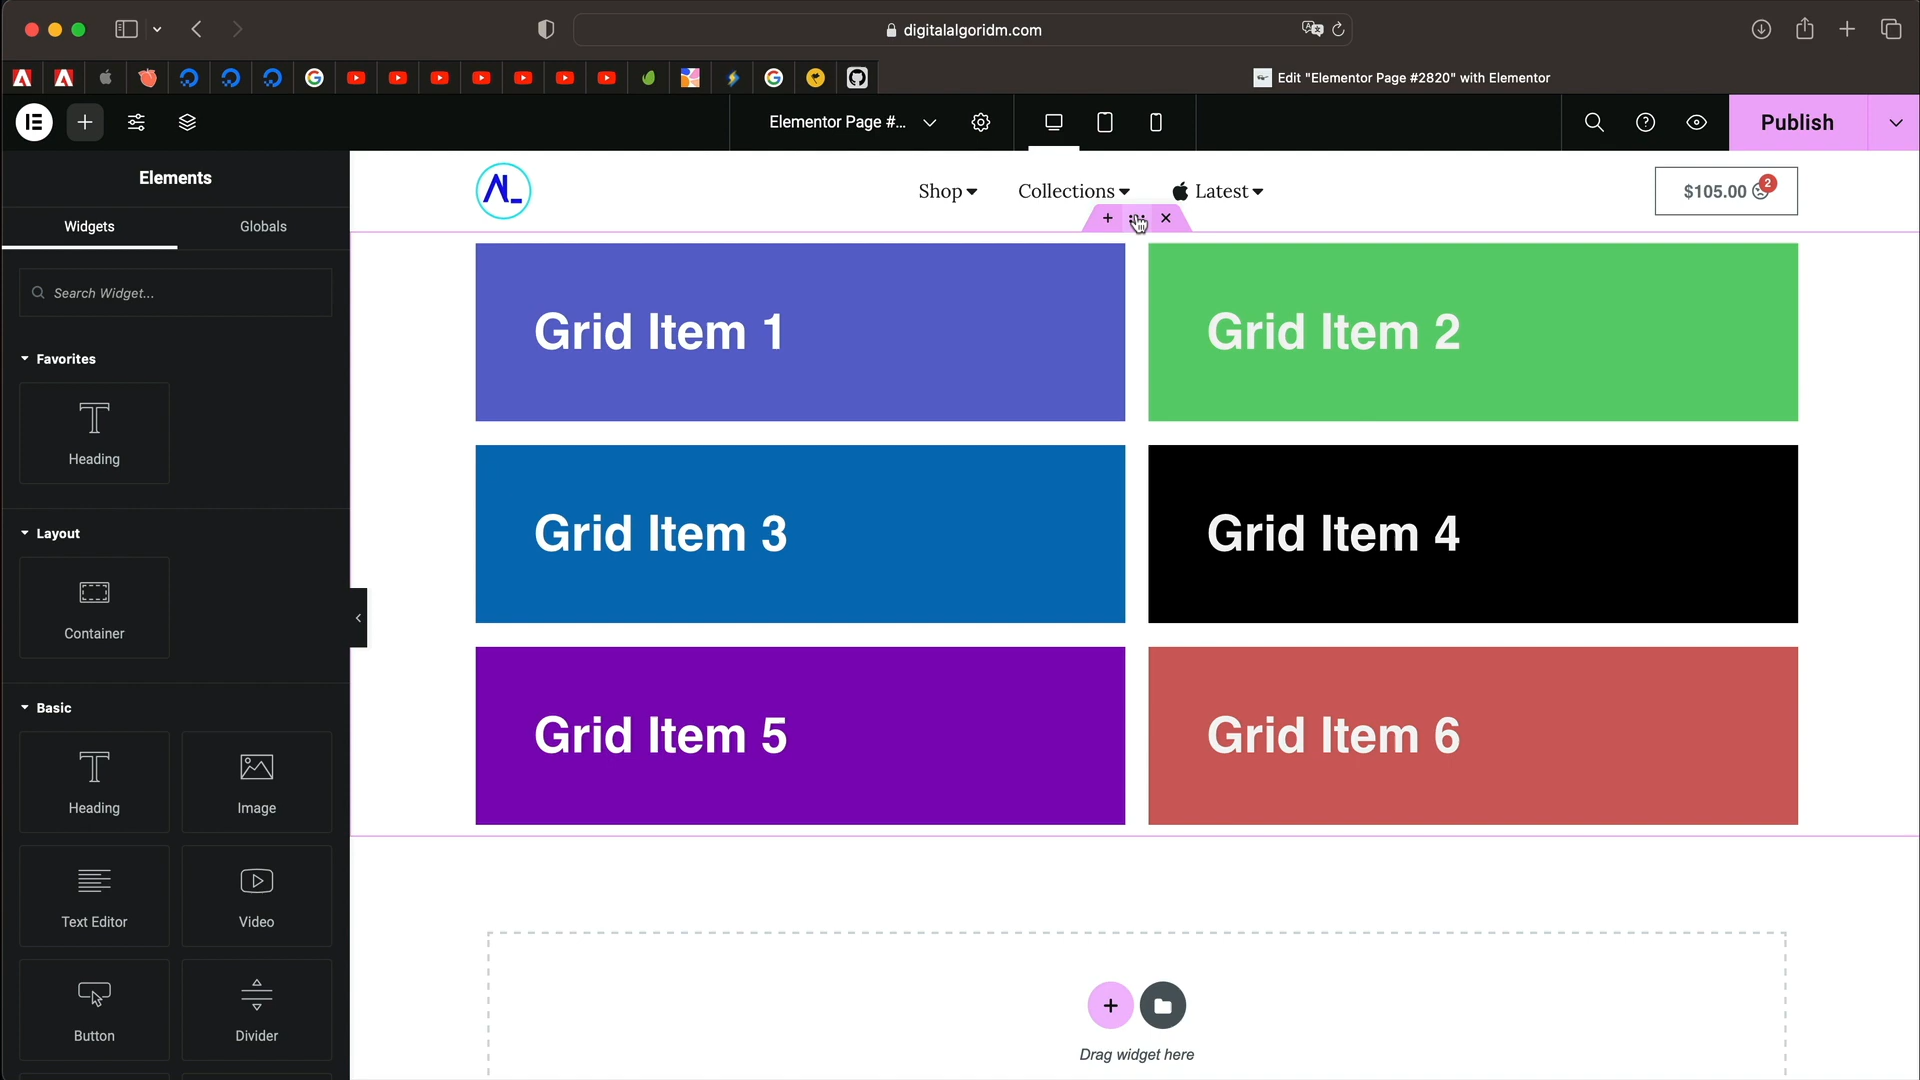 digitalalgoridm.com
Edit "Elementor Page #2820" with Elementor
Elementor Page #...
Publish
Elements
Widgets
Globals
Search Widget...
Favorites
Heading
Layout
Container
Basic
Heading
Image
Text Editor
Video
Button
Divider
AL_
Shop
Collections
Latest
$105.00
2
Grid Item 1
Grid Item 2
Grid Item 3
Grid Item 4
Grid Item 5
Grid Item 6
Drag widget here